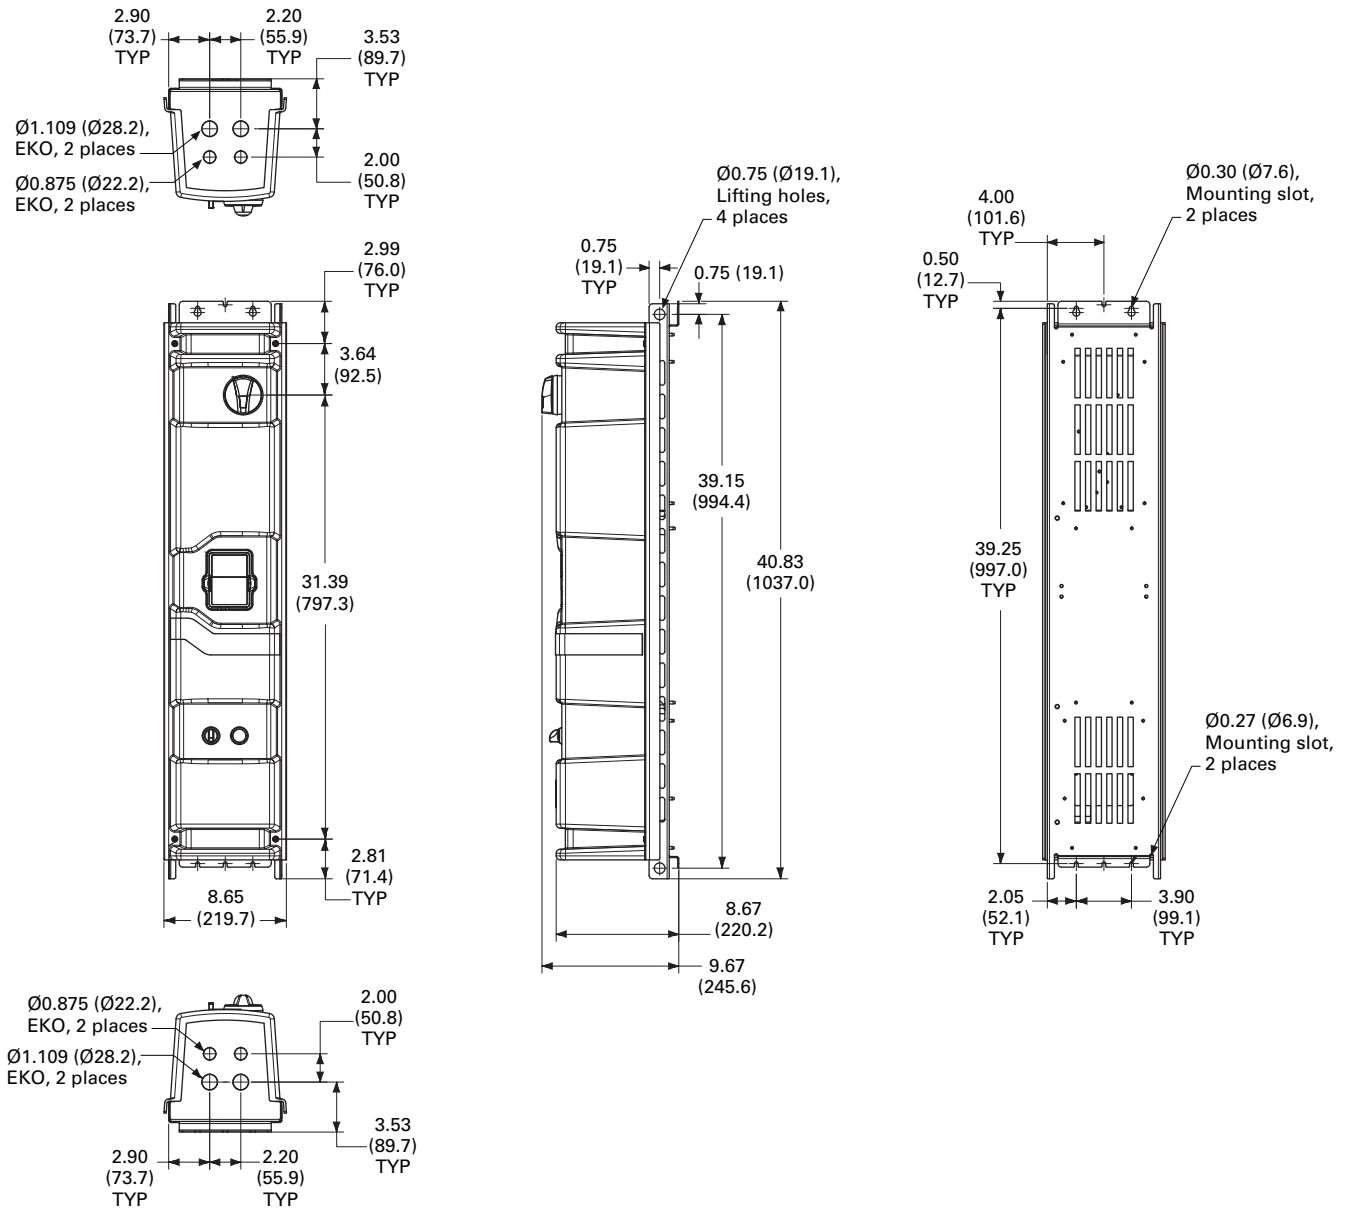 2.90
(73.7)
TYP
2.20
(55.9)
TYP
3.53
(89.7)
TYP
Ø1.109 (Ø28.2),
EKO, 2 places
Ø0.875 (Ø22.2),
EKO, 2 places
2.00
(50.8)
TYP
2.99
(76.0)
TYP
3.64
(92.5)
31.39
(797.3)
2.81
(71.4)
TYP
8.65
(219.7)
Ø0.75 (Ø19.1),
Lifting holes,
4 places
0.75
(19.1)
TYP
0.75 (19.1)
39.15
(994.4)
40.83
(1037.0)
8.67
(220.2)
9.67
(245.6)
Ø0.30 (Ø7.6),
Mounting slot,
2 places
4.00
(101.6)
TYP
0.50
(12.7)
TYP
39.25
(997.0)
TYP
Ø0.27 (Ø6.9),
Mounting slot,
2 places
2.05
(52.1)
TYP
3.90
(99.1)
TYP
Ø0.875 (Ø22.2),
EKO, 2 places
Ø1.109 (Ø28.2),
EKO, 2 places
2.00
(50.8)
TYP
3.53
(89.7)
TYP
2.90
(73.7)
TYP
2.20
(55.9)
TYP